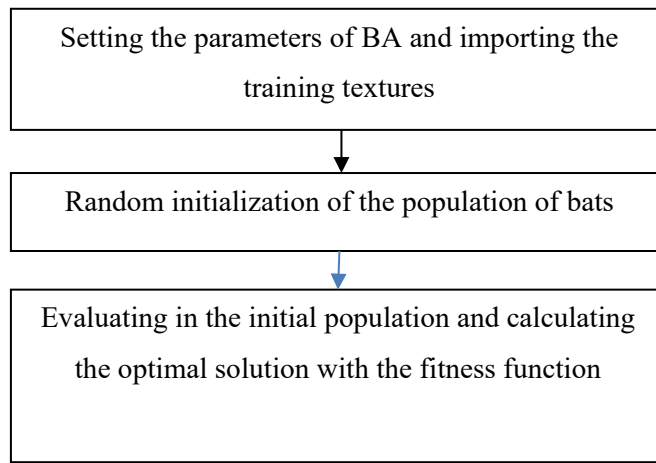 Setting the parameters of BA and importing the
training textures
Random initialization of the population of bats
Evaluating in the initial population and calculating
the optimal solution with the fitness function